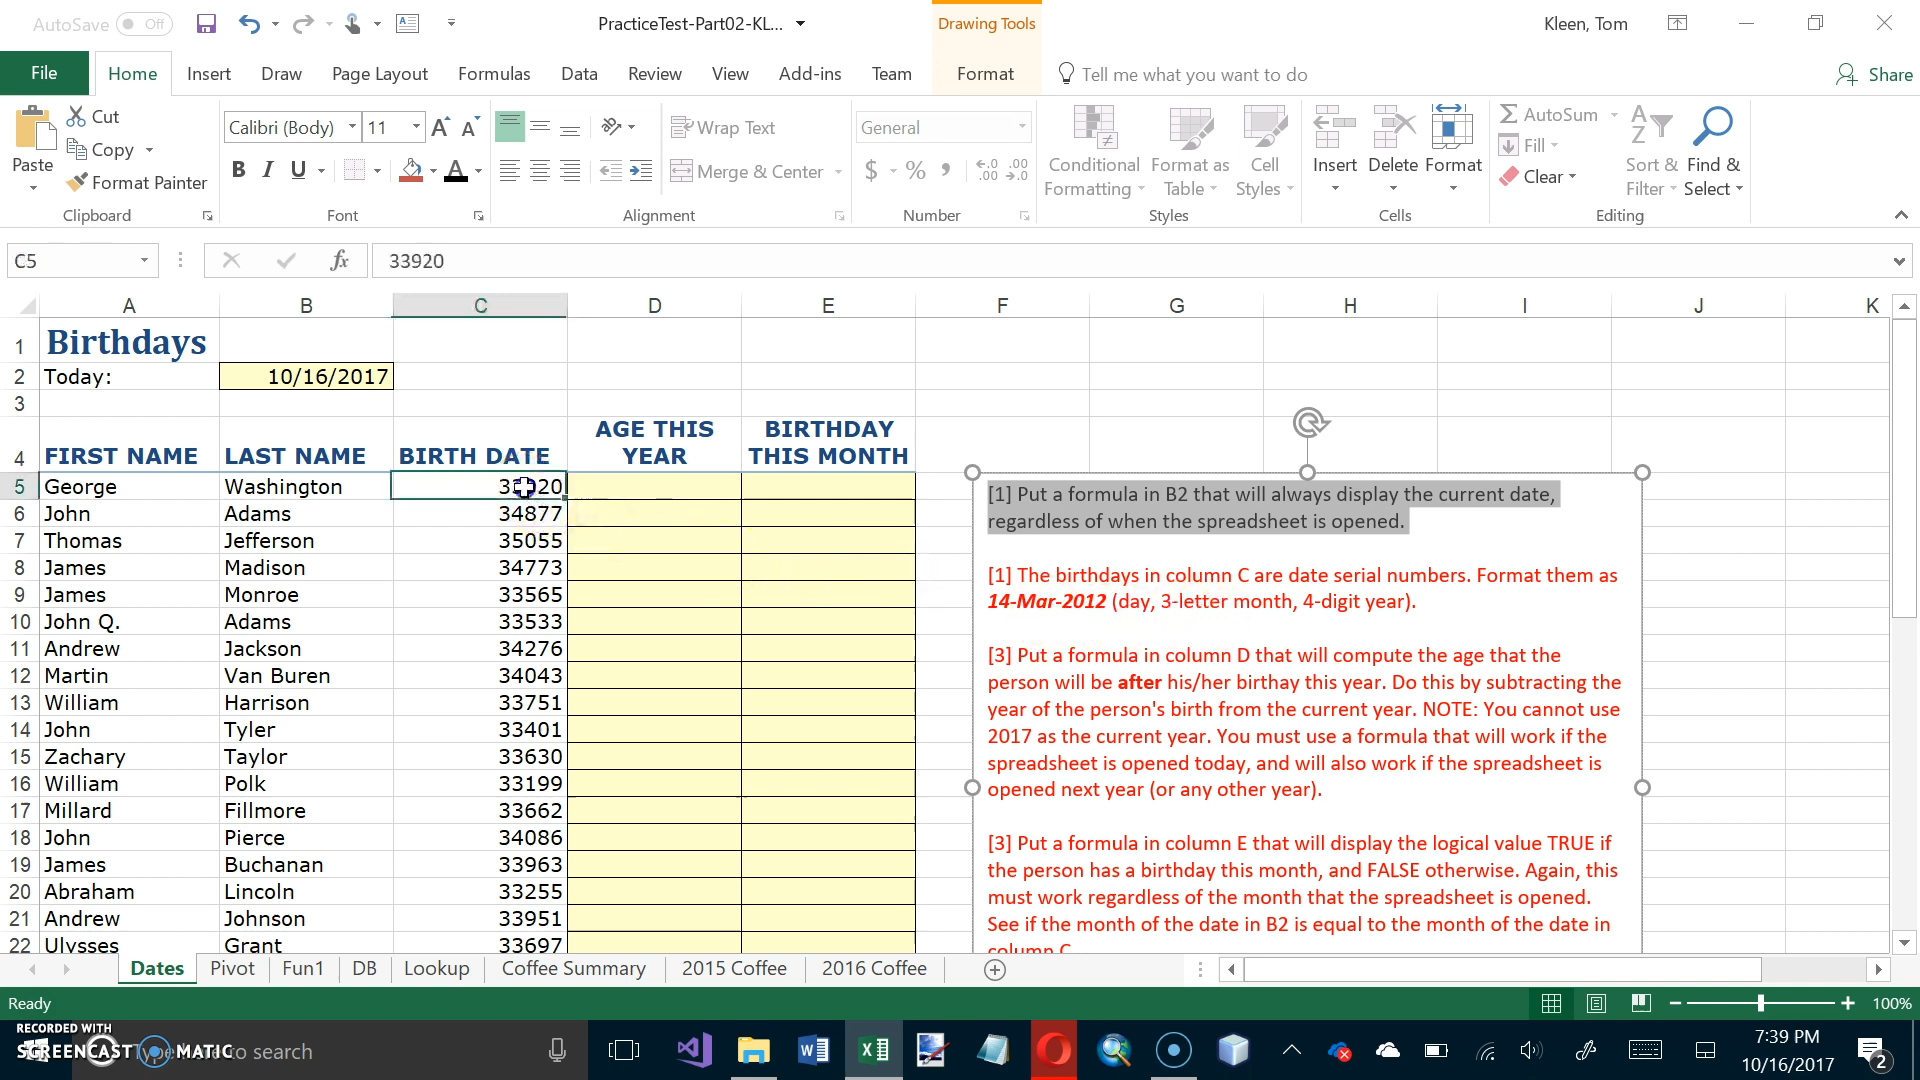 AutoSave Off
PracticeTest-Part02-KL...
Drawing Tools
Kleen, Tom
File Home Insert Draw Page Layout Formulas Data Review View Add-ins Team Format Tell me what you want to do Share
Paste
Cut
Copy
Format Painter
Clipboard
Calibri (Body) 11
B I U
Font
Wrap Text
Merge & Center
Alignment
General
$ % ,
Number
Conditional Formatting
Format as Table
Cell Styles
Styles
Insert Delete Format
Cells
AutoSum
Fill
Clear
Sort & Filter
Find & Select
Editing
C5 fx 33920
A B C D E F G H I J K
1 Birthdays
2 Today: 10/16/2017
3
4 FIRST NAME LAST NAME BIRTH DATE AGE THIS YEAR BIRTHDAY THIS MONTH
5 George Washington
6 John Adams 34877
7 Thomas Jefferson 35055
8 James Madison 34773
9 James Monroe 33565
10 John Q. Adams 33533
11 Andrew Jackson 34276
12 Martin Van Buren 34043
13 William Harrison 33751
14 John Tyler 33401
15 Zachary Taylor 33630
16 William Polk 33199
17 Millard Fillmore 33662
18 John Pierce 34086
19 James Buchanan 33963
20 Abraham Lincoln 33255
21 Andrew Johnson 33951
22 Ulysses Grant 33697
[1] Put a formula in B2 that will always display the current date,
regardless of when the spreadsheet is opened.
[1] The birthdays in column C are date serial numbers. Format them as
14-Mar-2012 (day, 3-letter month, 4-digit year).
[3] Put a formula in column D that will compute the age that the
person will be after his/her birthay this year. Do this by subtracting the
year of the person's birth from the current year. NOTE: You cannot use
2017 as the current year. You must use a formula that will work if the
spreadsheet is opened today, and will also work if the spreadsheet is
opened next year (or any other year).
[3] Put a formula in column E that will display the logical value TRUE if
the person has a birthday this month, and FALSE otherwise. Again, this
must work regardless of the month that the spreadsheet is opened.
See if the month of the date in B2 is equal to the month of the date in
column C
Dates Pivot Fun1 DB Lookup Coffee Summary 2015 Coffee 2016 Coffee
Ready 100%
RECORDED WITH
SCREENCAST MATIC
to search
7:39 PM
10/16/2017
2